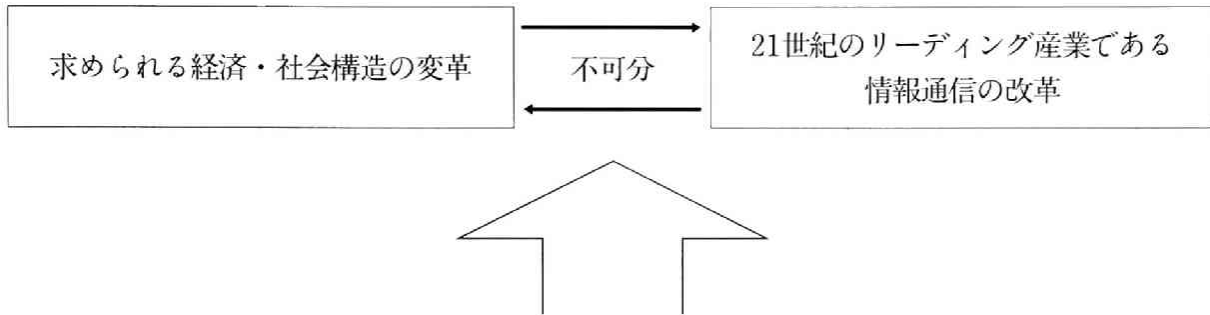 求められる経済・社会構造の変革
不可分
21世紀のリーディング産業である
情報通信の改革